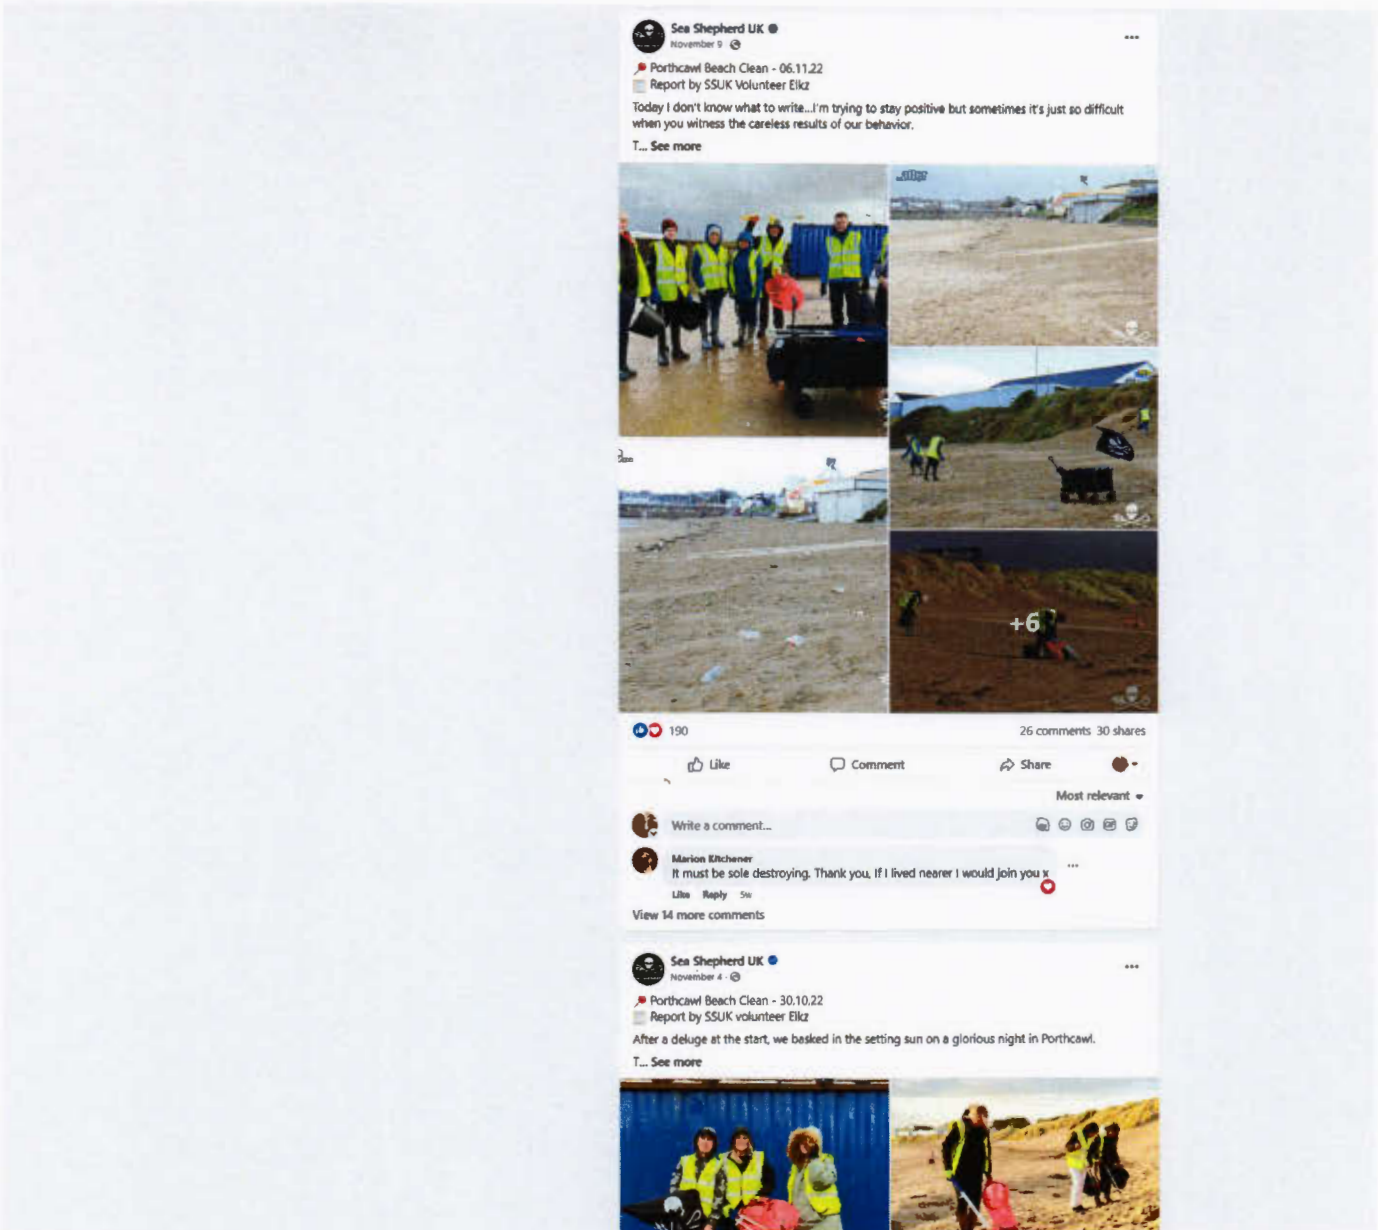 Sea Shepherd UK
November 9
Porthcawl Beach Clean - 06.11.22
Report by SSUK Volunteer Elkz
Today I don't know what to write...I'm trying to stay positive but sometimes it's just so difficult
when you witness the careless results of our behavior.
T... See more
+6
190
26 comments 30 shares
Like
Comment
Share
Most relevant
Write a comment...
GIF
Marion Kitchener
It must be sole destroying. Thank you, If I lived nearer I would join you x
Like Reply 5w
View 14 more comments
Sea Shepherd UK
November 4 ·
Porthcawl Beach Clean - 30.10.22
Report by SSUK volunteer Elkz
After a deluge at the start, we basked in the setting sun on a glorious night in Porthcawl.
T... See more